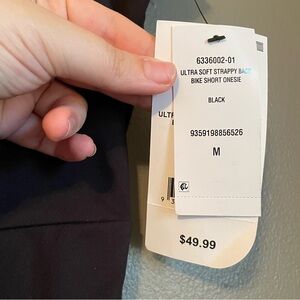 6336002-01
ULTRA SOFT STRAPPY BACK
BIKE SHORT ONESIE
BLACK
9359198856526
M
$49.99